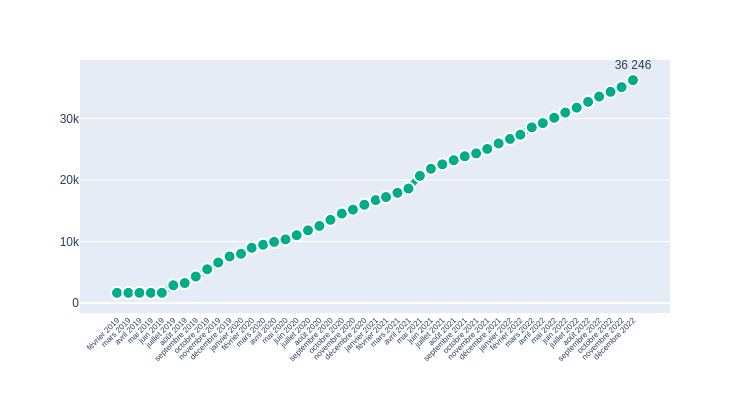 36 246
30k
20k
10k
0
février 2019
mars 2019
avril 2019
mai 2019
juin 2019
juillet 2019
août 2019
septembre 2019
octobre 2019
novembre 2019
décembre 2019
janvier 2020
février 2020
mars 2020
avril 2020
mai 2020
juin 2020
juillet 2020
août 2020
septembre 2020
octobre 2020
novembre 2020
décembre 2020
janvier 2021
février 2021
mars 2021
avril 2021
mai 2021
juin 2021
juillet 2021
août 2021
septembre 2021
octobre 2021
novembre 2021
décembre 2021
janvier 2022
février 2022
mars 2022
avril 2022
mai 2022
juin 2022
juillet 2022
août 2022
septembre 2022
octobre 2022
novembre 2022
décembre 2022